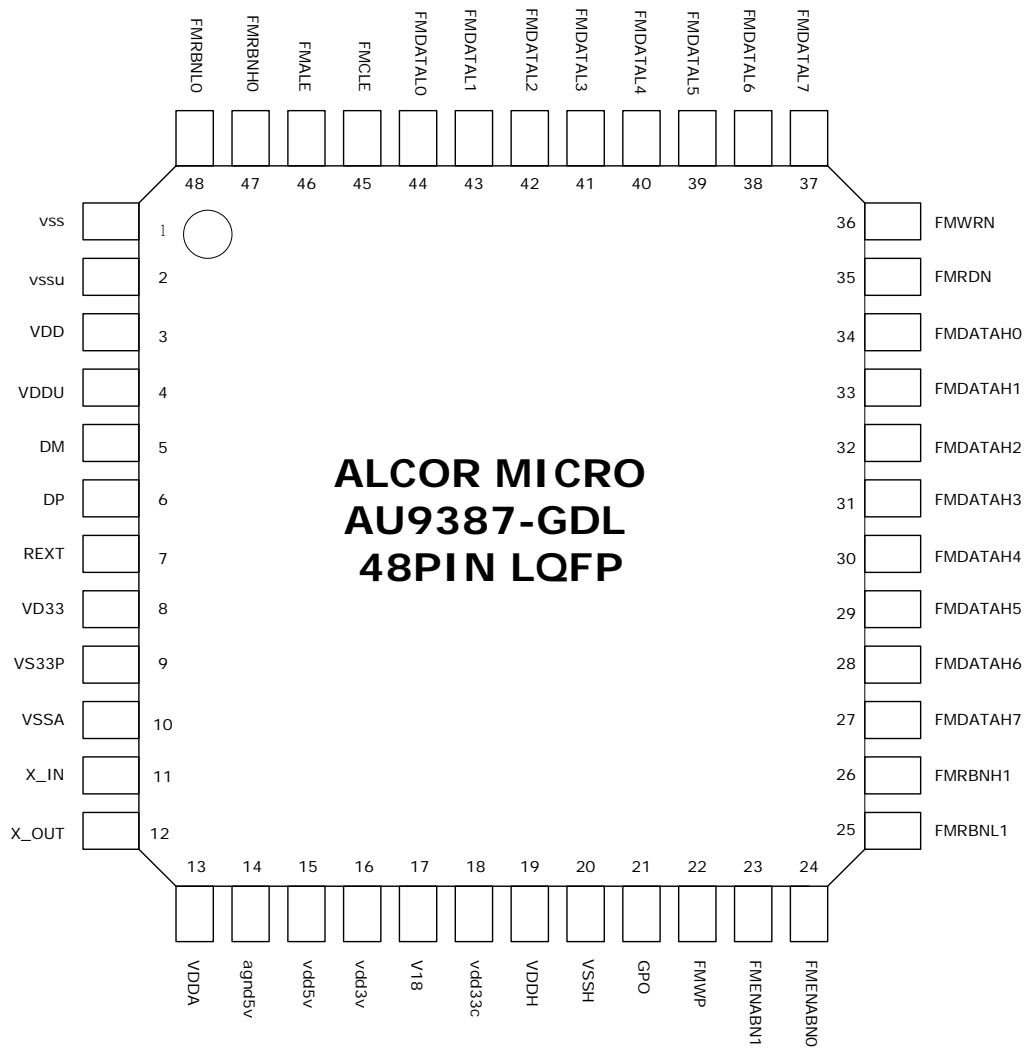 FMRBNL0
FMRBNH0
FMALE
FMCLE
FMDATAL0
FMDATAL1
FMDATAL2
FMDATAL3
FMDATAL4
FMDATAL5
FMDATAL6
FMDATAL7
48 47 46 45 44 43 42 41 40 39 38 37
vss 1
36 FMWRN
vssu 2
35 FMRDN
VDD 3
34 FMDATAH0
VDDU 4
33 FMDATAH1
DM 5
32 FMDATAH2
DP 6
31 FMDATAH3
REXT 7
30 FMDATAH4
VD33 8
29 FMDATAH5
VS33P 9
28 FMDATAH6
VSSA 10
27 FMDATAH7
X_IN 11
26 FMRBNH1
X_OUT 12
25 FMRBNL1
ALCOR MICRO
AU9387-GDL
48PIN LQFP
13 14 15 16 17 18 19 20 21 22 23 24
VDDA
agnd5v
vdd5v
vdd3v
V18
vdd33c
VDDH
VSSH
GPO
FMWP
FMENABN1
FMENABN0